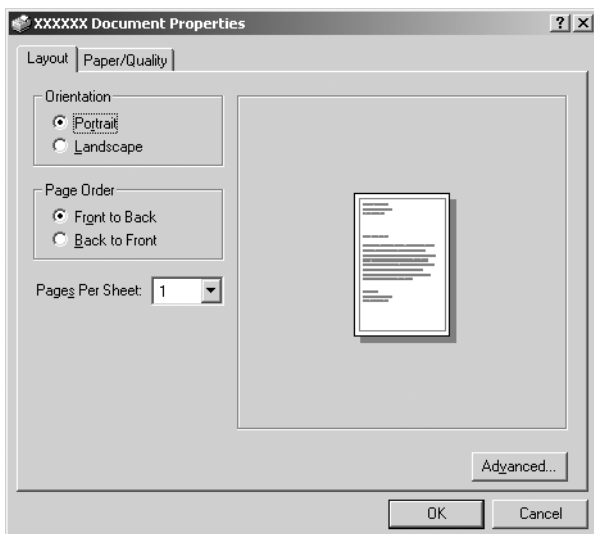 XXXXXX Document Properties
Layout
Paper/Quality
Orientation
Portrait
Landscape
Page Order
Front to Back
Back to Front
Pages Per Sheet: 1
Advanced...
OK
Cancel